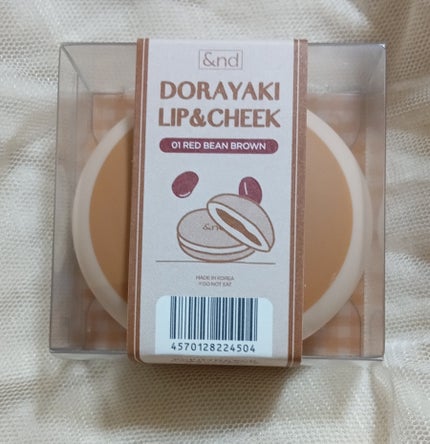 &nd
DORAYAKI
LIP&CHEEK
01 RED BEAN BROWN
&nd
MADE IN KOREA
DO NOT EAT
4570128224504